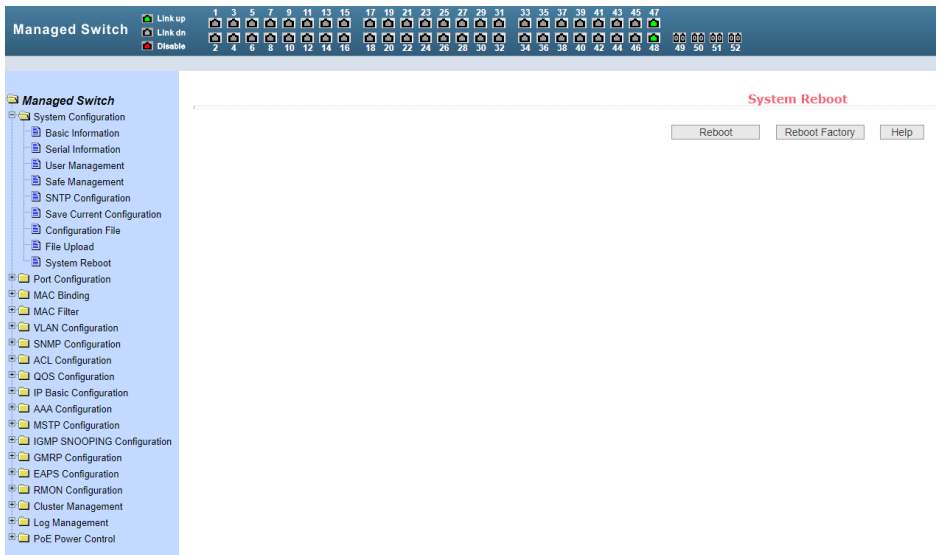 Managed Switch
Link up
Link dn
Disable
1 3 5 7 9 11 13 15 17 19 21 23 25 27 29 31 33 35 37 39 41 43 45 47
2 4 6 8 10 12 14 16 18 20 22 24 26 28 30 32 34 36 38 40 42 44 46 48 49 50 51 52
Managed Switch
System Configuration
Basic Information
Serial Information
User Management
Safe Management
SNTP Configuration
Save Current Configuration
Configuration File
File Upload
System Reboot
Port Configuration
MAC Binding
MAC Filter
VLAN Configuration
SNMP Configuration
ACL Configuration
QOS Configuration
IP Basic Configuration
AAA Configuration
MSTP Configuration
IGMP SNOOPING Configuration
GMRP Configuration
EAPS Configuration
RMON Configuration
Cluster Management
Log Management
PoE Power Control
System Reboot
Reboot Reboot Factory Help